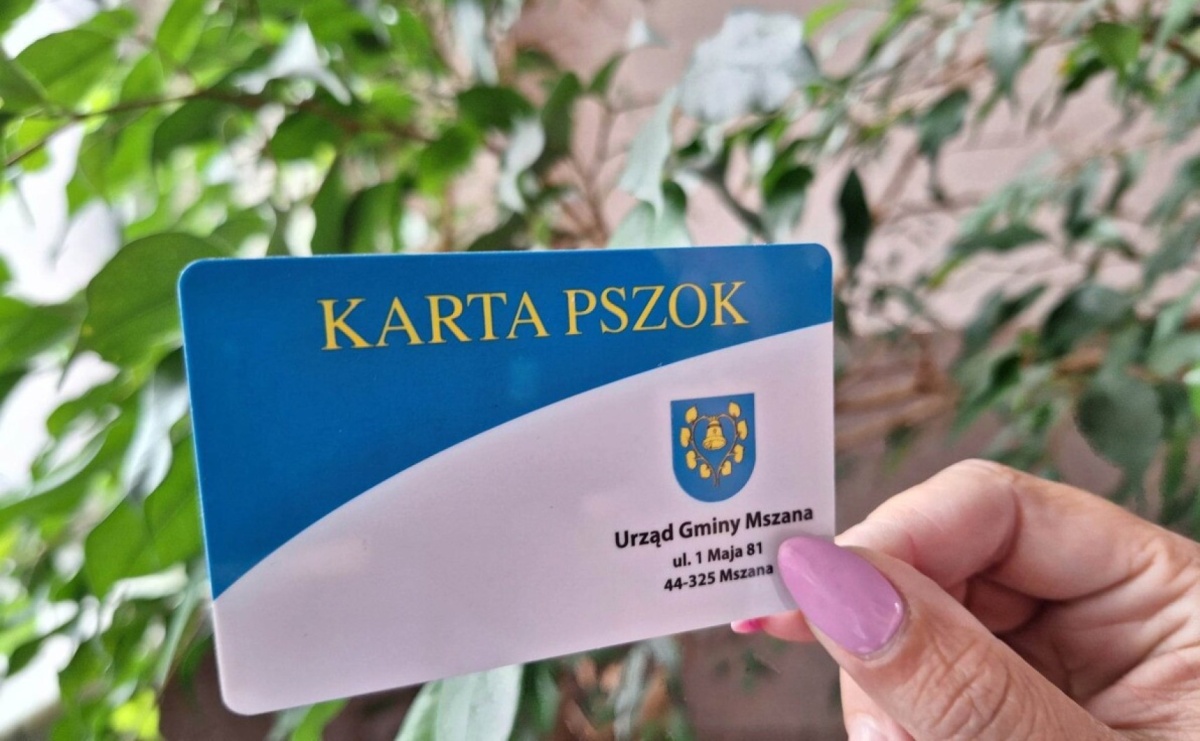 KARTA PSZOK
Urząd Gminy Mszana
ul. 1 Maja 81
44-325 Mszana